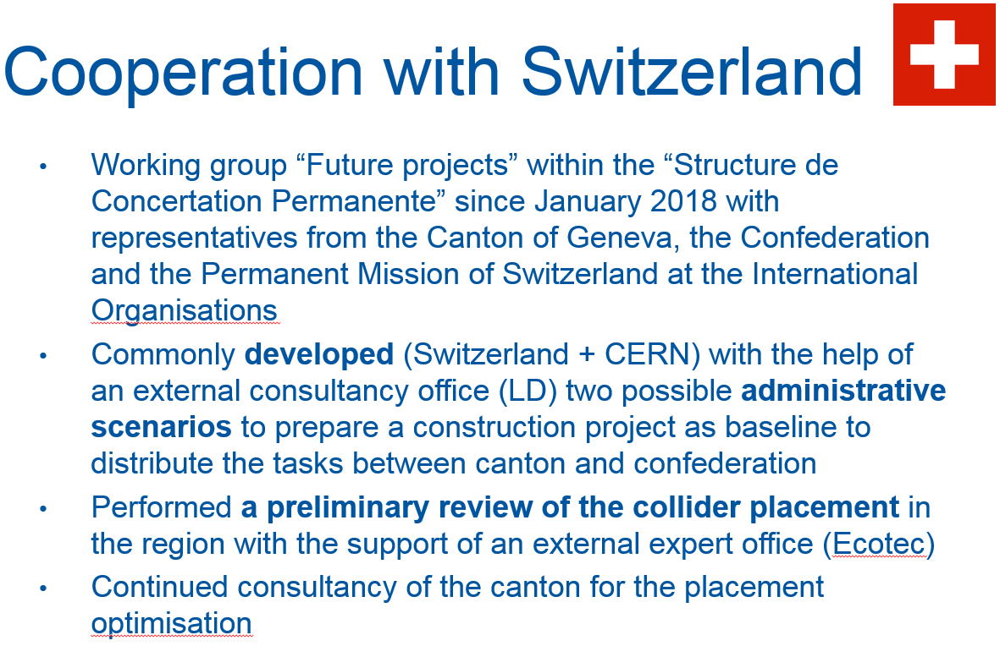 Cooperation with Switzerland
• Working group “Future projects” within the “Structure de
Concertation Permanente” since January 2018 with
representatives from the Canton of Geneva, the Confederation
and the Permanent Mission of Switzerland at the International
Organisations
• Commonly developed (Switzerland + CERN) with the help of
an external consultancy office (LD) two possible administrative
scenarios to prepare a construction project as baseline to
distribute the tasks between canton and confederation
• Performed a preliminary review of the collider placement in
the region with the support of an external expert office (Ecotec)
• Continued consultancy of the canton for the placement
optimisation